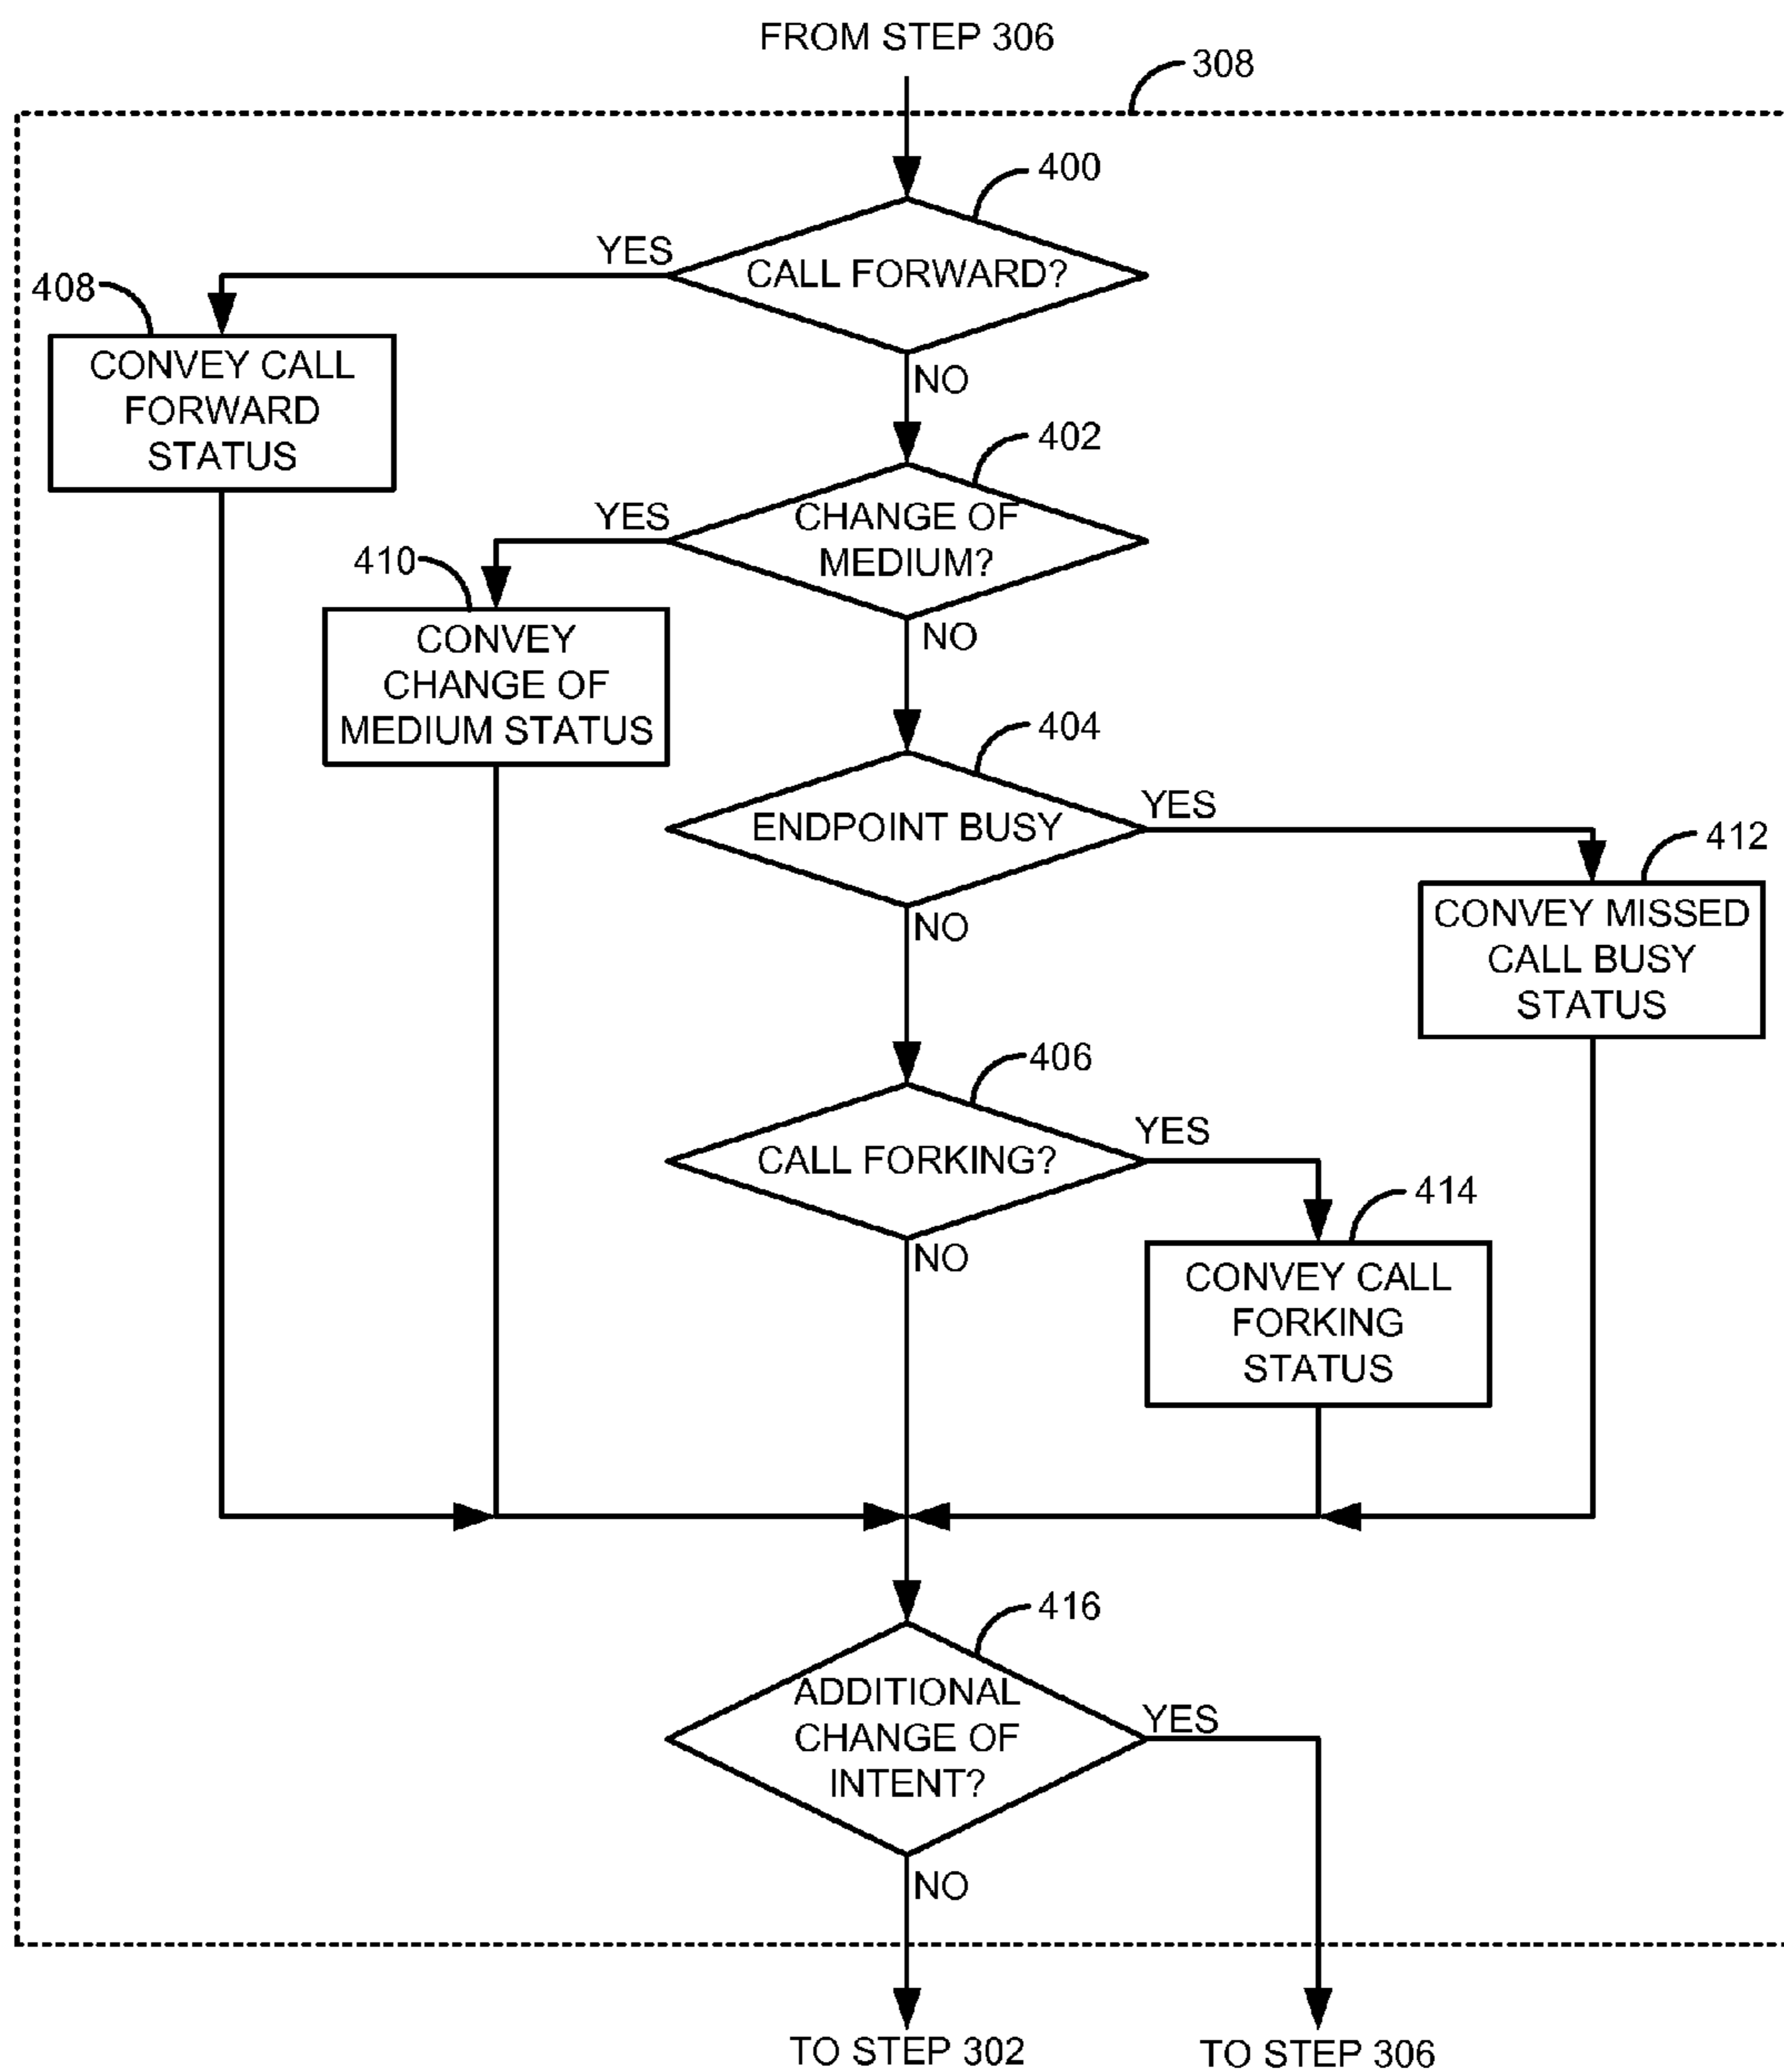 FROM STEP 306
308
400
YES
CALL FORWARD?
408
CONVEY CALL
FORWARD
STATUS
NO
402
YES
CHANGE OF
MEDIUM?
410
CONVEY
CHANGE OF
MEDIUM STATUS
NO
404
YES
ENDPOINT BUSY
412
CONVEY MISSED
CALL BUSY
STATUS
NO
406
YES
CALL FORKING?
414
NO
CONVEY CALL
FORKING
STATUS
416
ADDITIONAL
CHANGE OF
INTENT?
YES
NO
TO STEP 302
TO STEP 306